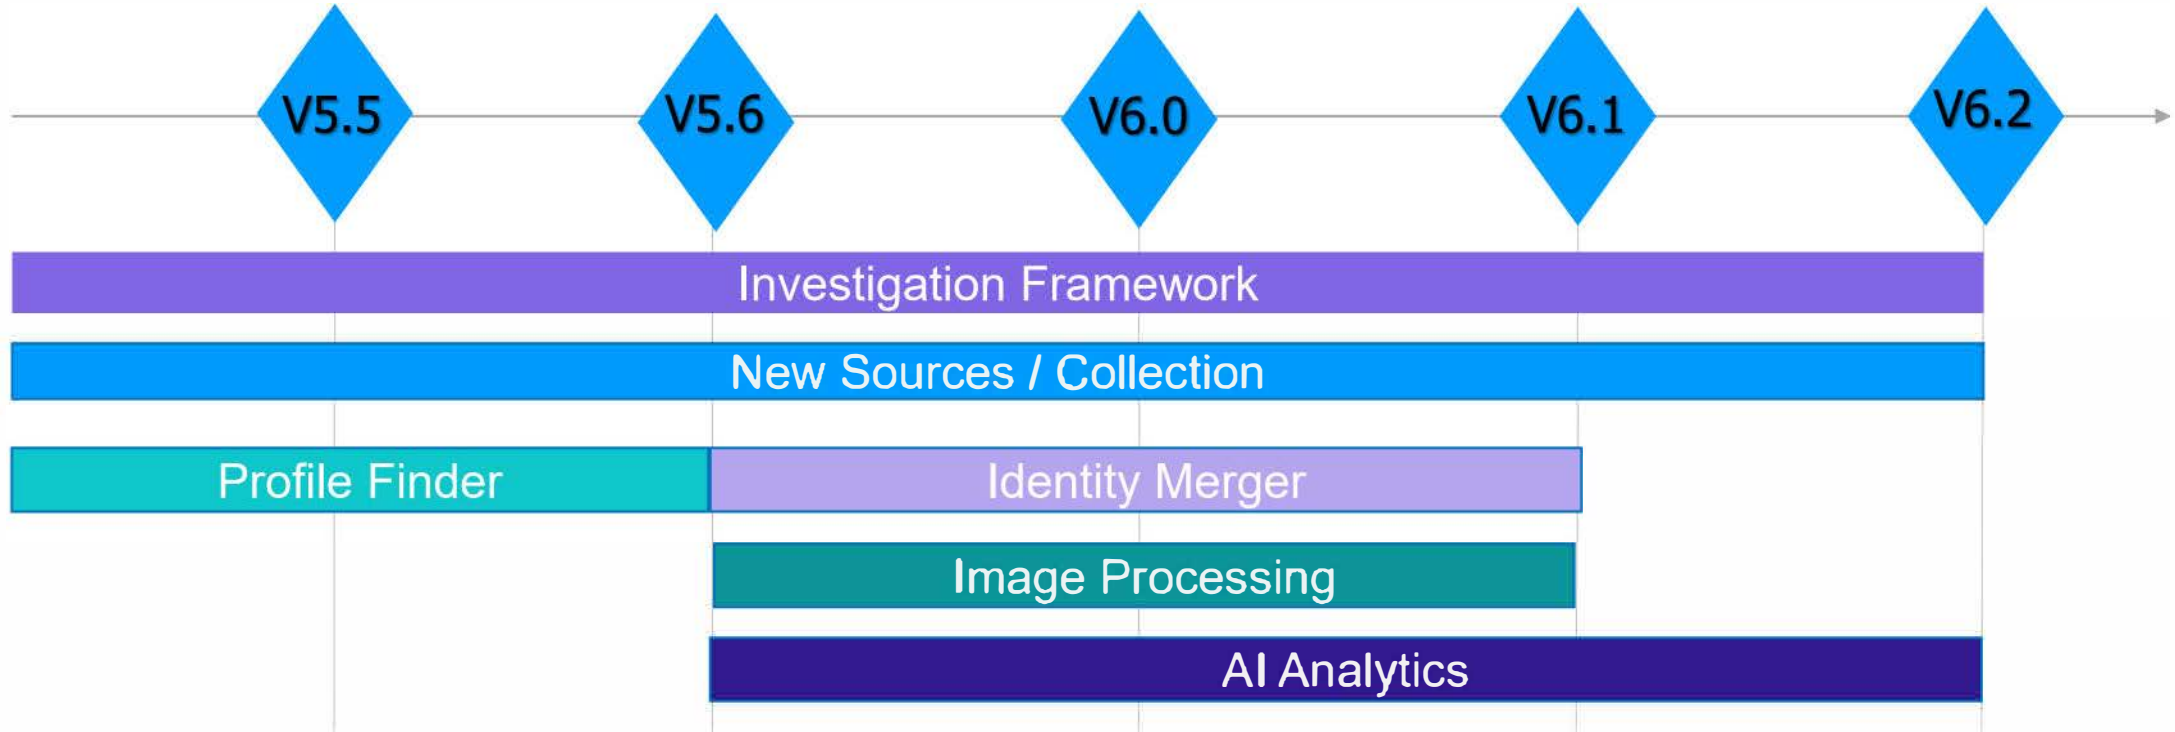 V5.5
V5.6
V6.0
V6.1
V6.2
Investigation Framework
New Sources / Collection
Profile Finder
Identity Merger
Image Processing
AI Analytics